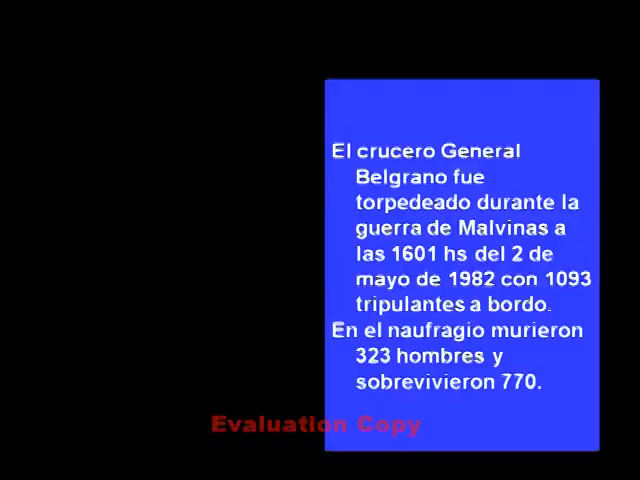 El crucero General
Belgrano fue
torpedeado durante la
guerra de Malvinas a
las 1601 hs del 2 de
mayo de 1982 con 1093
tripulantes a bordo.
En el naufragio murieron
323 hombres y
sobrevivieron 770.
Evaluation Copy